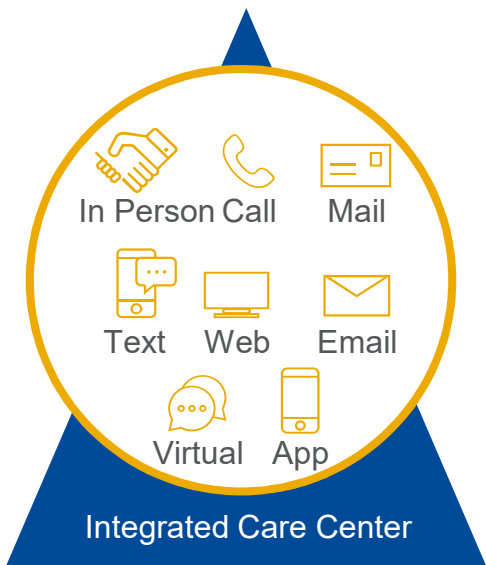 In Person Call Mail
Text Web Email
Virtual App
Integrated Care Center